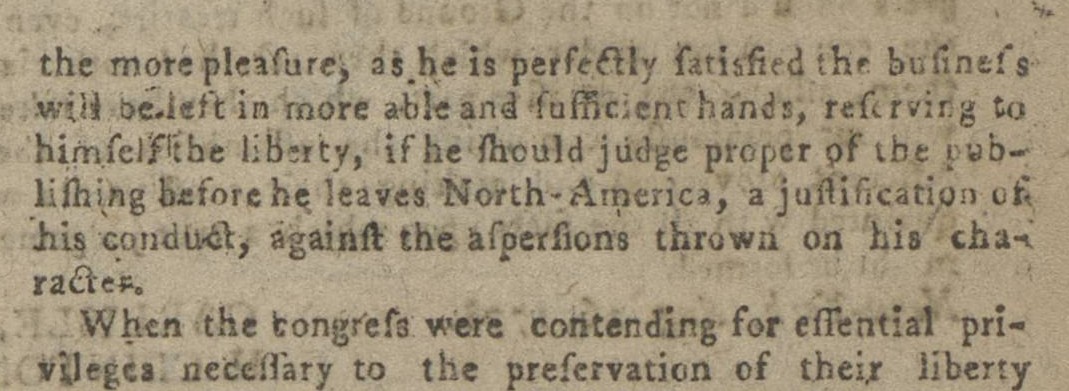 the more pleaſure, as he is perfectly ſatisfied the buſineſs
will be left in more able and ſufficient hands, reſerving to
himſelf the liberty, if he ſhould judge proper of the pub-
liſhing before he leaves North-America, a juſtification of
his conduct, againſt the aſperſions thrown on his cha-
racter.
When the congreſs were contending for eſſential pri-
vileges neceſſary to the preſervation of their liberty